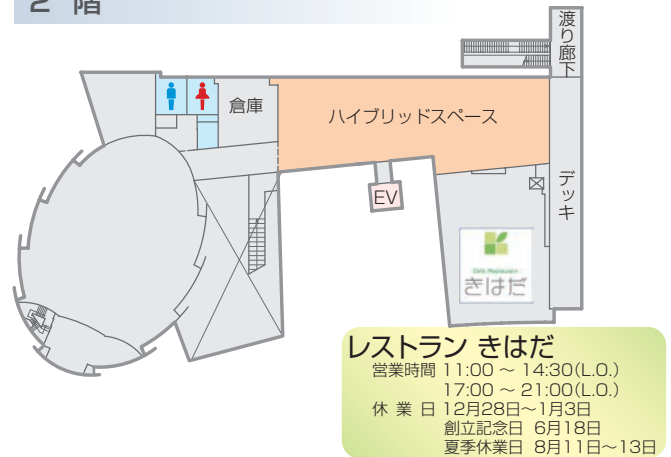 2 階
渡り廊下
倉庫
ハイブリッドスペース
デッキ
EV
Cafe Restaurant
きはだ
レストラン きはだ
営業時間 11:00 ～ 14:30(L.O.)
17:00 ～ 21:00(L.O.)
休 業 日 12月28日～1月3日
創立記念日 6月18日
夏季休業日 8月11日～13日